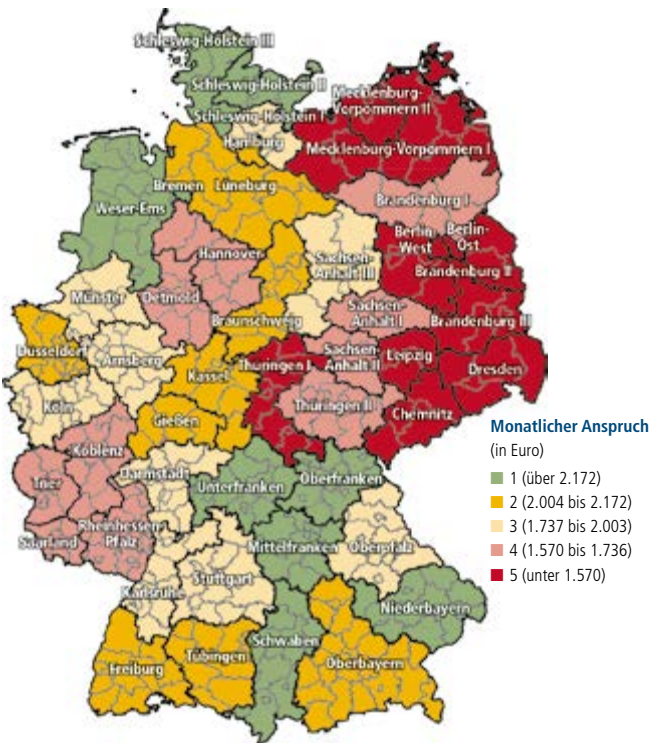 Schleswig-Holstein III
Schleswig-Holstein II
Mecklenburg-
Vorpommern II
Schleswig-Holstein I
Hamburg
Mecklenburg-Vorpommern I
Bremen
Lüneburg
Brandenburg I
Weser-Ems
Berlin-
West
Berlin-
Ost
Hannover
Sachsen-
Anhalt III
Brandenburg II
Münster
Detmold
Sachsen-
Anhalt I
Braunschweig
Brandenburg III
Düsseldorf
Arnsberg
Kassel
Thüringen I
Sachsen-
Anhalt II
Leipzig
Dresden
Köln
Thüringen II
Chemnitz
Gießen
Koblenz
Darmstadt
Trier
Unterfranken
Oberfranken
Rheinhessen-
Pfalz
Saarland
Mittelfranken
Oberpfalz
Stuttgart
Karlsruhe
Niederbayern
Schwaben
Tübingen
Oberbayern
Freiburg
Monatlicher Anspruch
(in Euro)
1 (über 2.172)
2 (2.004 bis 2.172)
3 (1.737 bis 2.003)
4 (1.570 bis 1.736)
5 (unter 1.570)